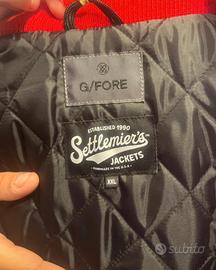 G/FORE
ESTABLISHED 1990
Settlemier's
JACKETS
HANDMADE IN THE U.S.A.
XXL
subito